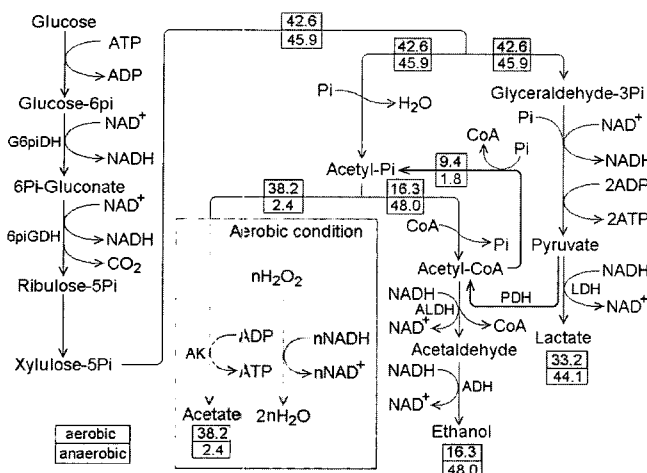 Glucose
ATP
ADP
Glucose-6pi
G6piDH
NAD+
NADH
6Pi-Gluconate
6piGDH
NAD+
NADH
CO2
Ribulose-5Pi
Xylulose-5Pi
aerobic
anaerobic
42.6
45.9
42.6
45.9
42.6
45.9
Pi
H2O
Acetyl-Pi
38.2
2.4
16.3
48.0
9.4
1.8
CoA
Pi
Glyceraldehyde-3Pi
Pi
NAD+
NADH
2ADP
2ATP
Pyruvate
Aerobic condition
nH2O2
AK
ADP
ATP
nNADH
nNAD+
Acetate
2nH2O
38.2
2.4
CoA
Pi
Acetyl-CoA
PDH
NADH
ALDH
NAD+
CoA
Acetaldehyde
NADH
ADH
NAD+
Ethanol
16.3
48.0
NADH
LDH
NAD+
Lactate
33.2
44.1